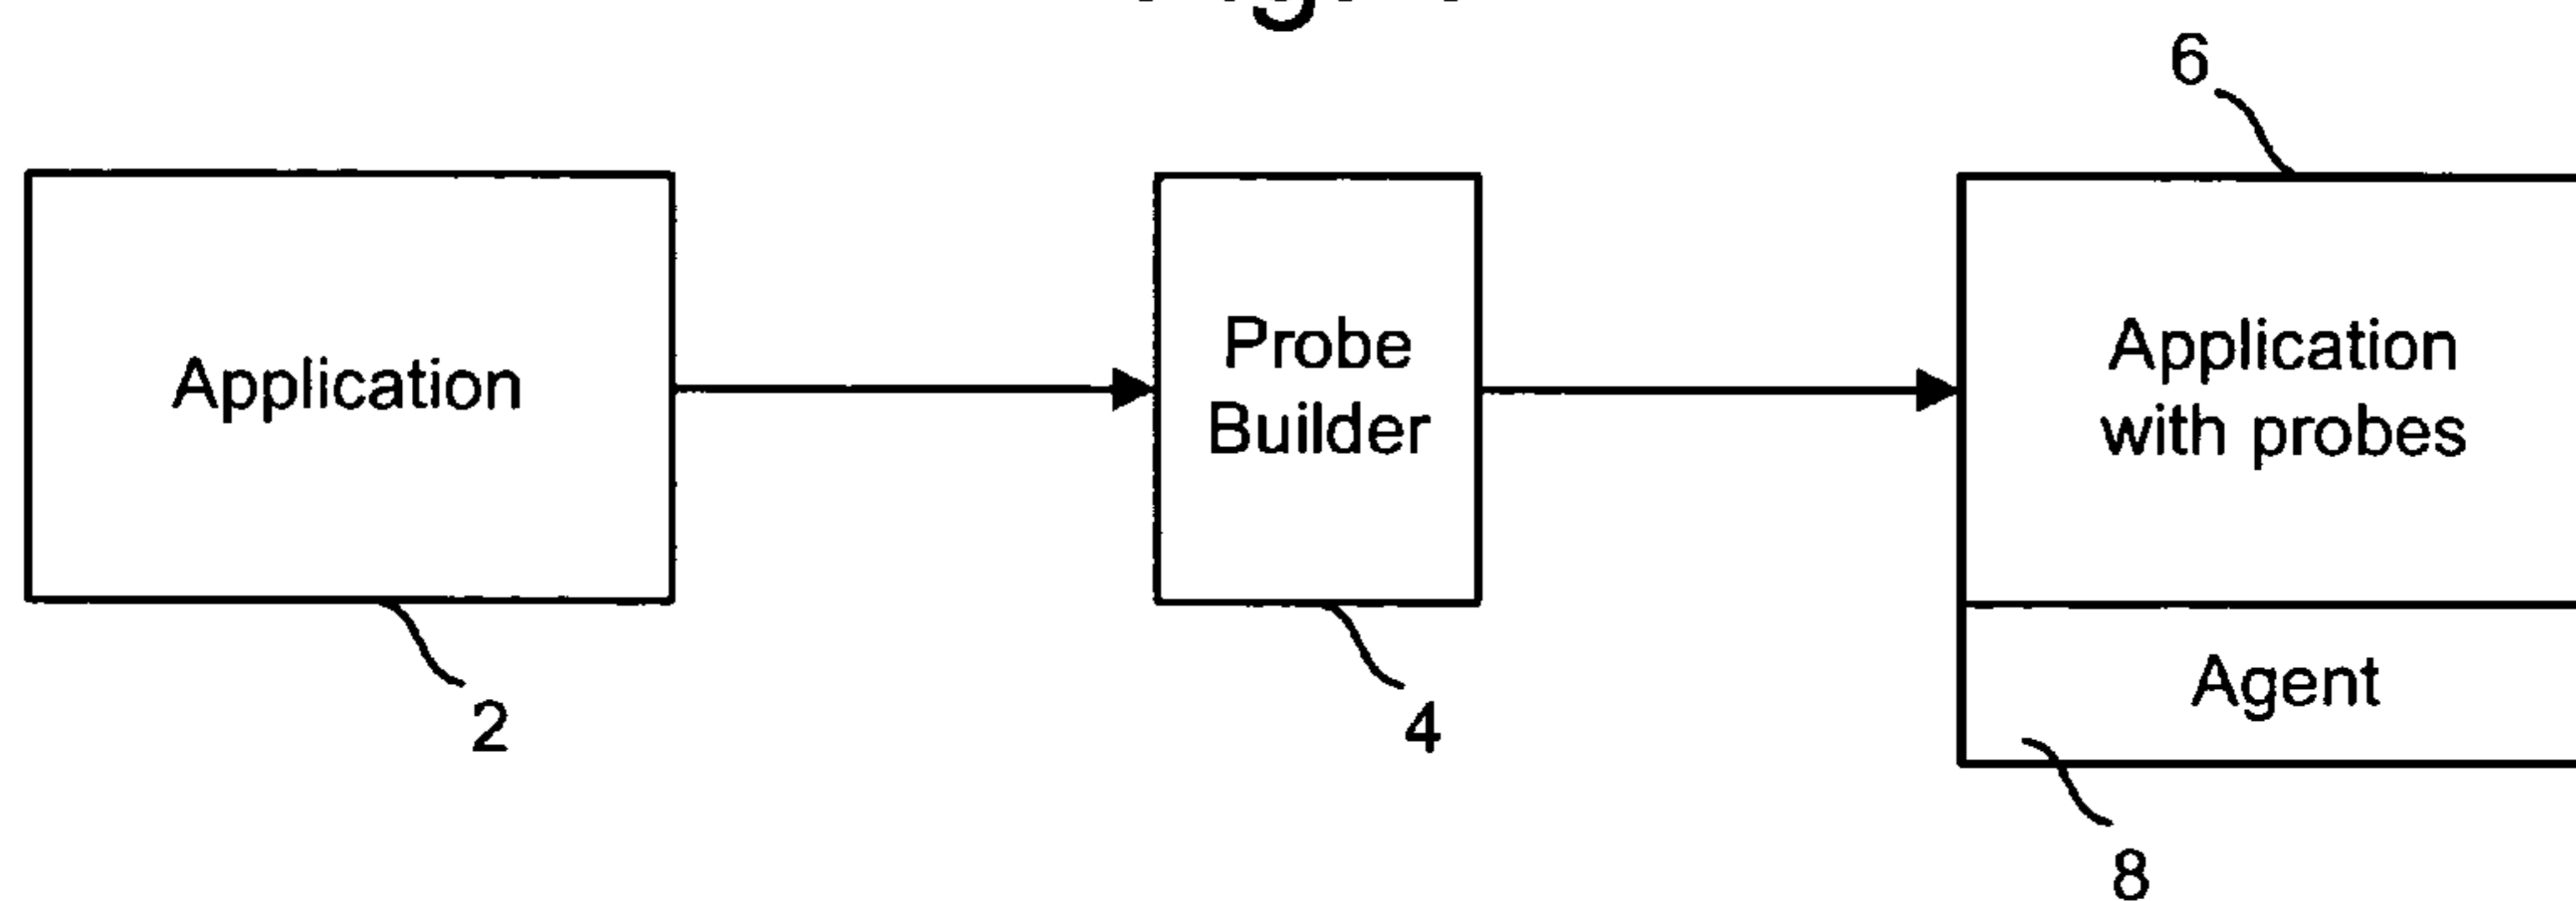 6
Application
Probe
Builder
Application
with probes
Agent
2
4
8